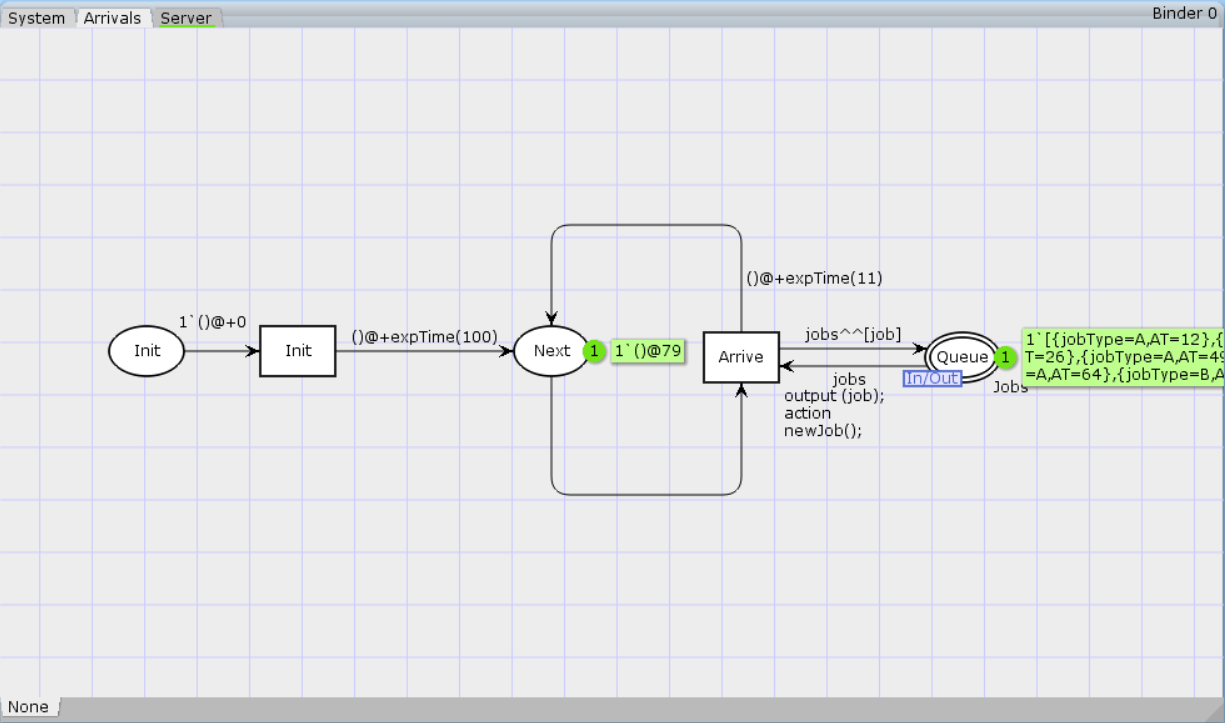 System Arrivals Server Binder 0
()@+expTime(11)
1`()@+0
()@+expTime(100)
Init
Init
Next
1
1`()@79
Arrive
jobs^^[job]
jobs
output (job);
action
newJob();
Queue
In/Out
Jobs
1
1`[{jobType=A,AT=12},{
T=26},{jobType=A,AT=49
=A,AT=64},{jobType=B,A
None